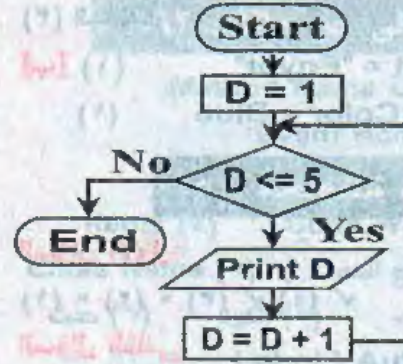 Start
D = 1
D <= 5
No
Yes
End
Print D
D = D + 1